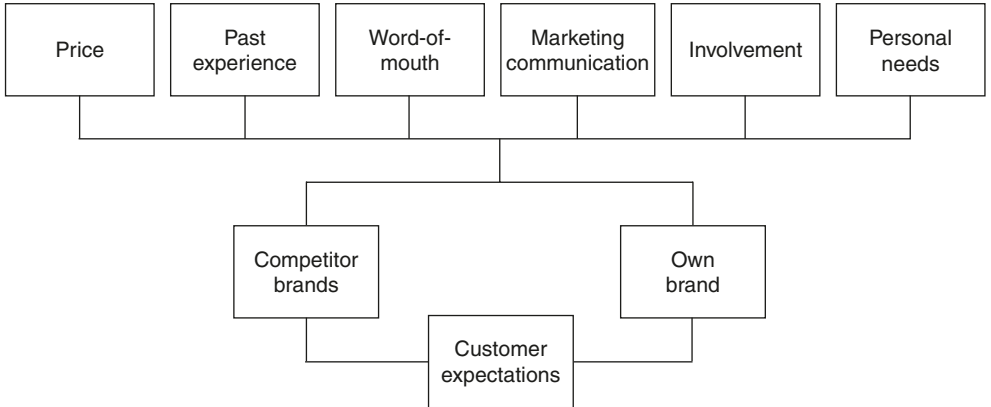 Price
Past
experience
Word-of-
mouth
Marketing
communication
Involvement
Personal
needs
Competitor
brands
Own
brand
Customer
expectations